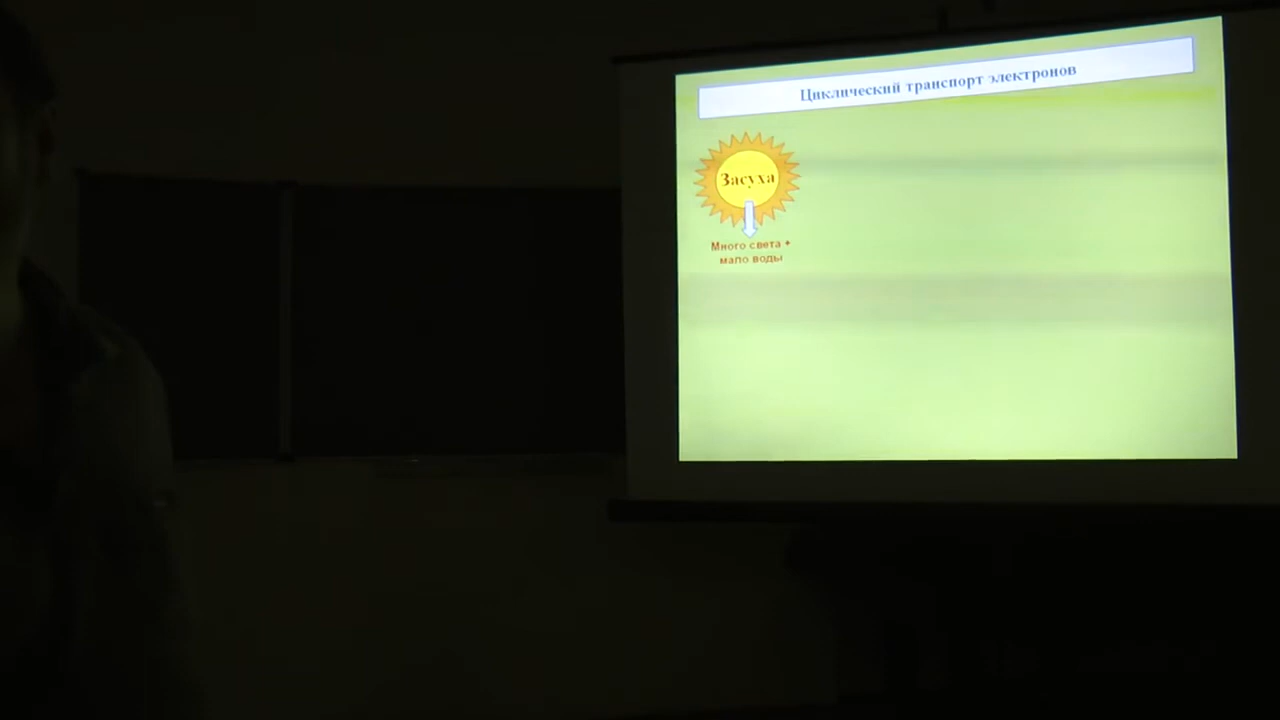 Циклический транспорт электронов
Засуха
Много света +
мало воды